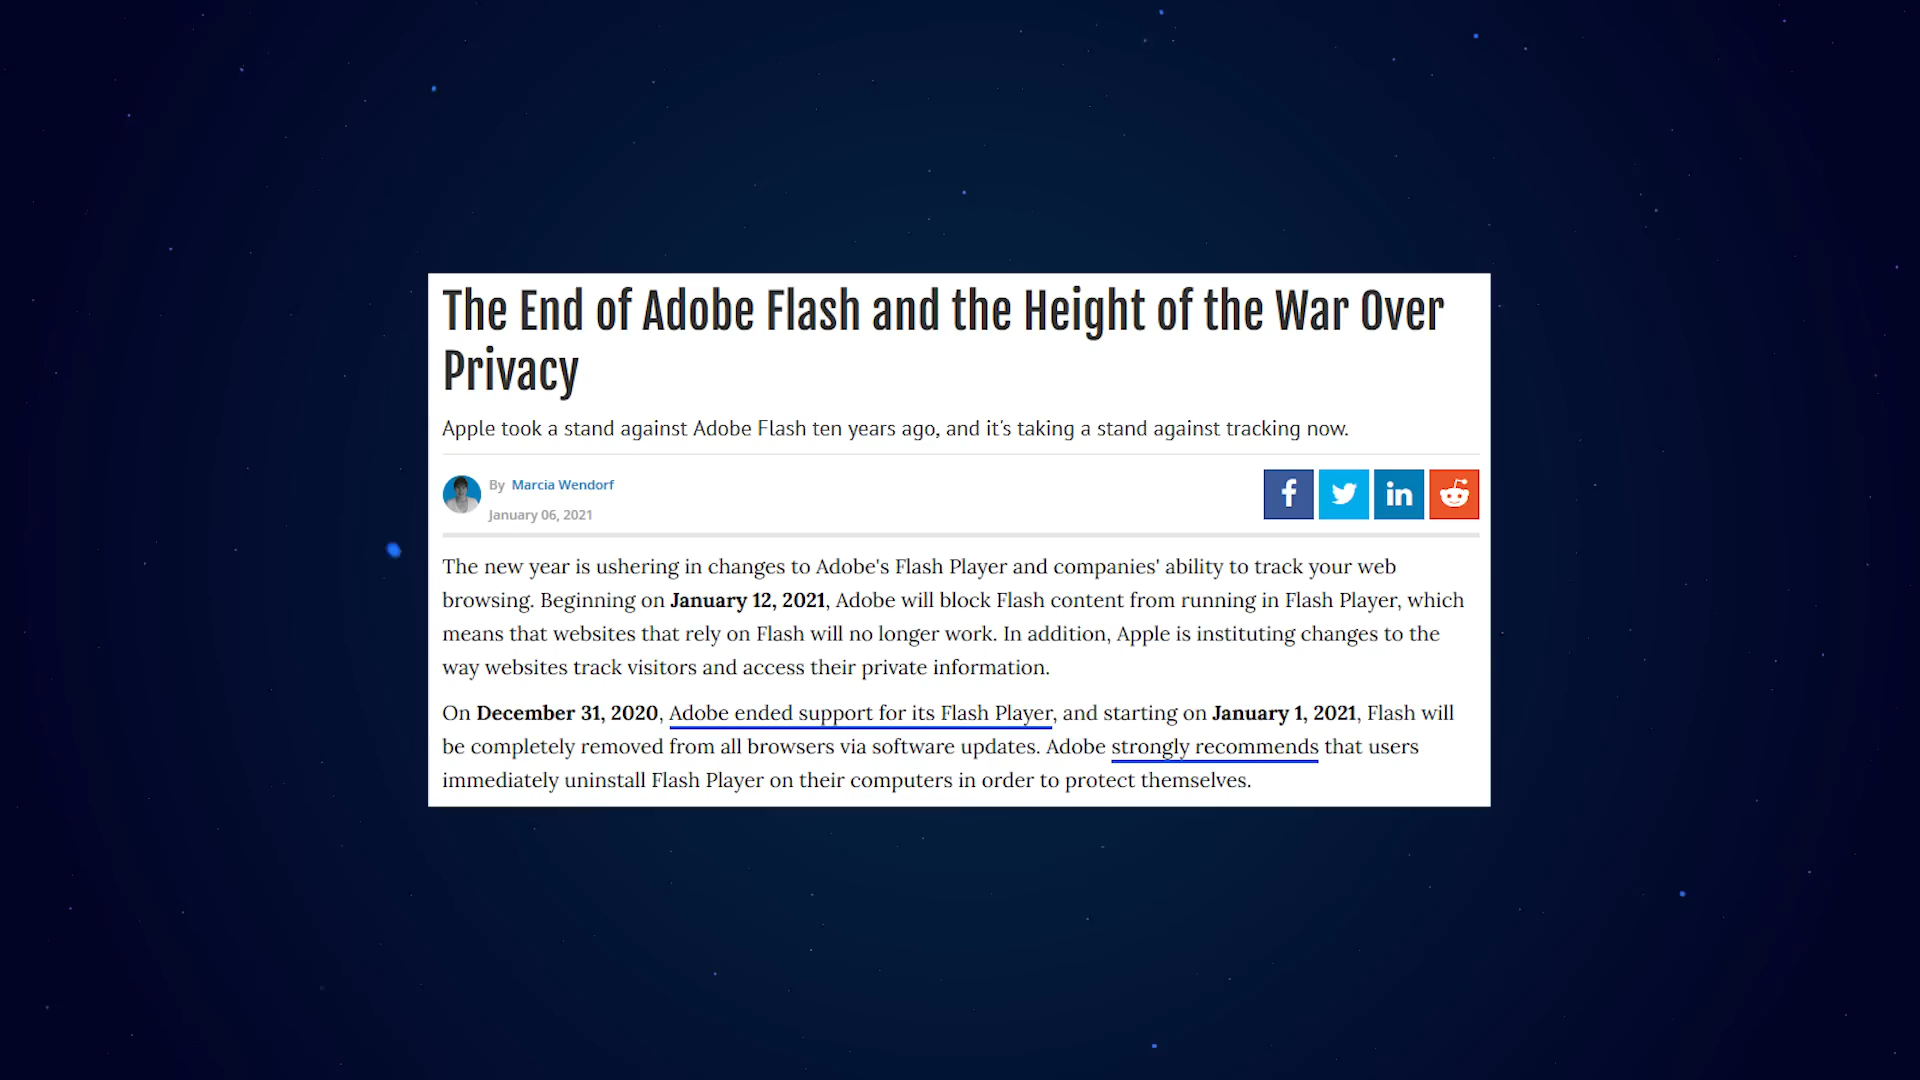 The End of Adobe Flash and the Height of the War Over
Privacy
Apple took a stand against Adobe Flash ten years ago, and it's taking a stand against tracking now.
By Marcia Wendorf
January 06, 2021
The new year is ushering in changes to Adobe's Flash Player and companies' ability to track your web
browsing. Beginning on January 12, 2021, Adobe will block Flash content from running in Flash Player, which
means that websites that rely on Flash will no longer work. In addition, Apple is instituting changes to the
way websites track visitors and access their private information.
On December 31, 2020, Adobe ended support for its Flash Player, and starting on January 1, 2021, Flash will
be completely removed from all browsers via software updates. Adobe strongly recommends that users
immediately uninstall Flash Player on their computers in order to protect themselves.